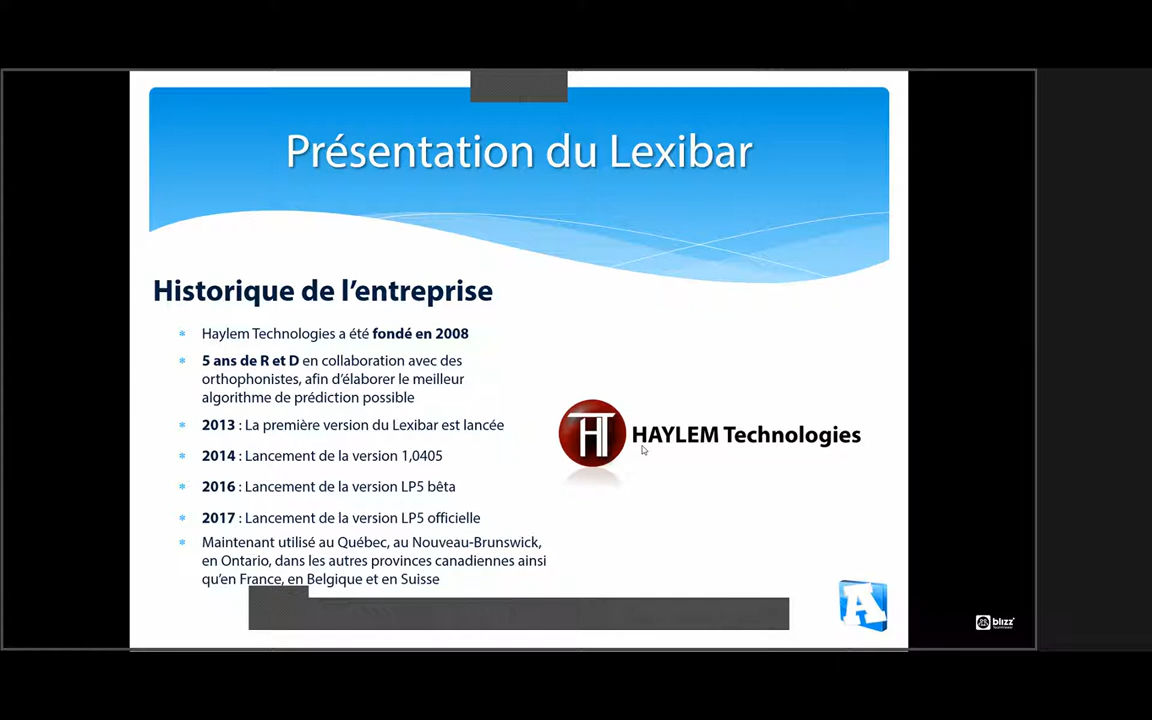 Présentation du Lexibar
Historique de l'entreprise
Haylem Technologies a été fondé en 2008
5 ans de R et D en collaboration avec des
orthophonistes, afin d'élaborer le meilleur
algorithme de prédiction possible
2013 : La première version du Lexibar est lancée
2014 : Lancement de la version 1,0405
2016 : Lancement de la version LP5 bêta
2017 : Lancement de la version LP5 officielle
Maintenant utilisé au Québec, au Nouveau-Brunswick,
en Ontario, dans les autres provinces canadiennes ainsi
qu'en France, en Belgique et en Suisse
HT HAYLEM Technologies
A
blizz